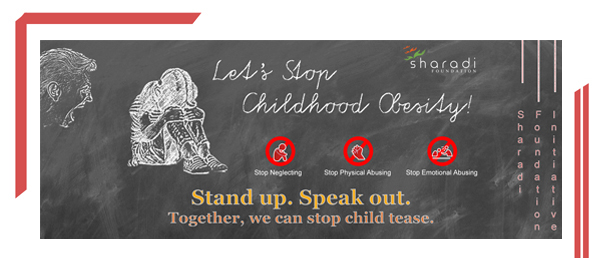 sharadi
FOUNDATION
Let's Stop
Childhood Obesity!
Stop Neglecting
Stop Physical Abusing
Stop Emotional Abusing
Stand up. Speak out.
Together, we can stop child tease.
Sharadi
Foundation
Initiative